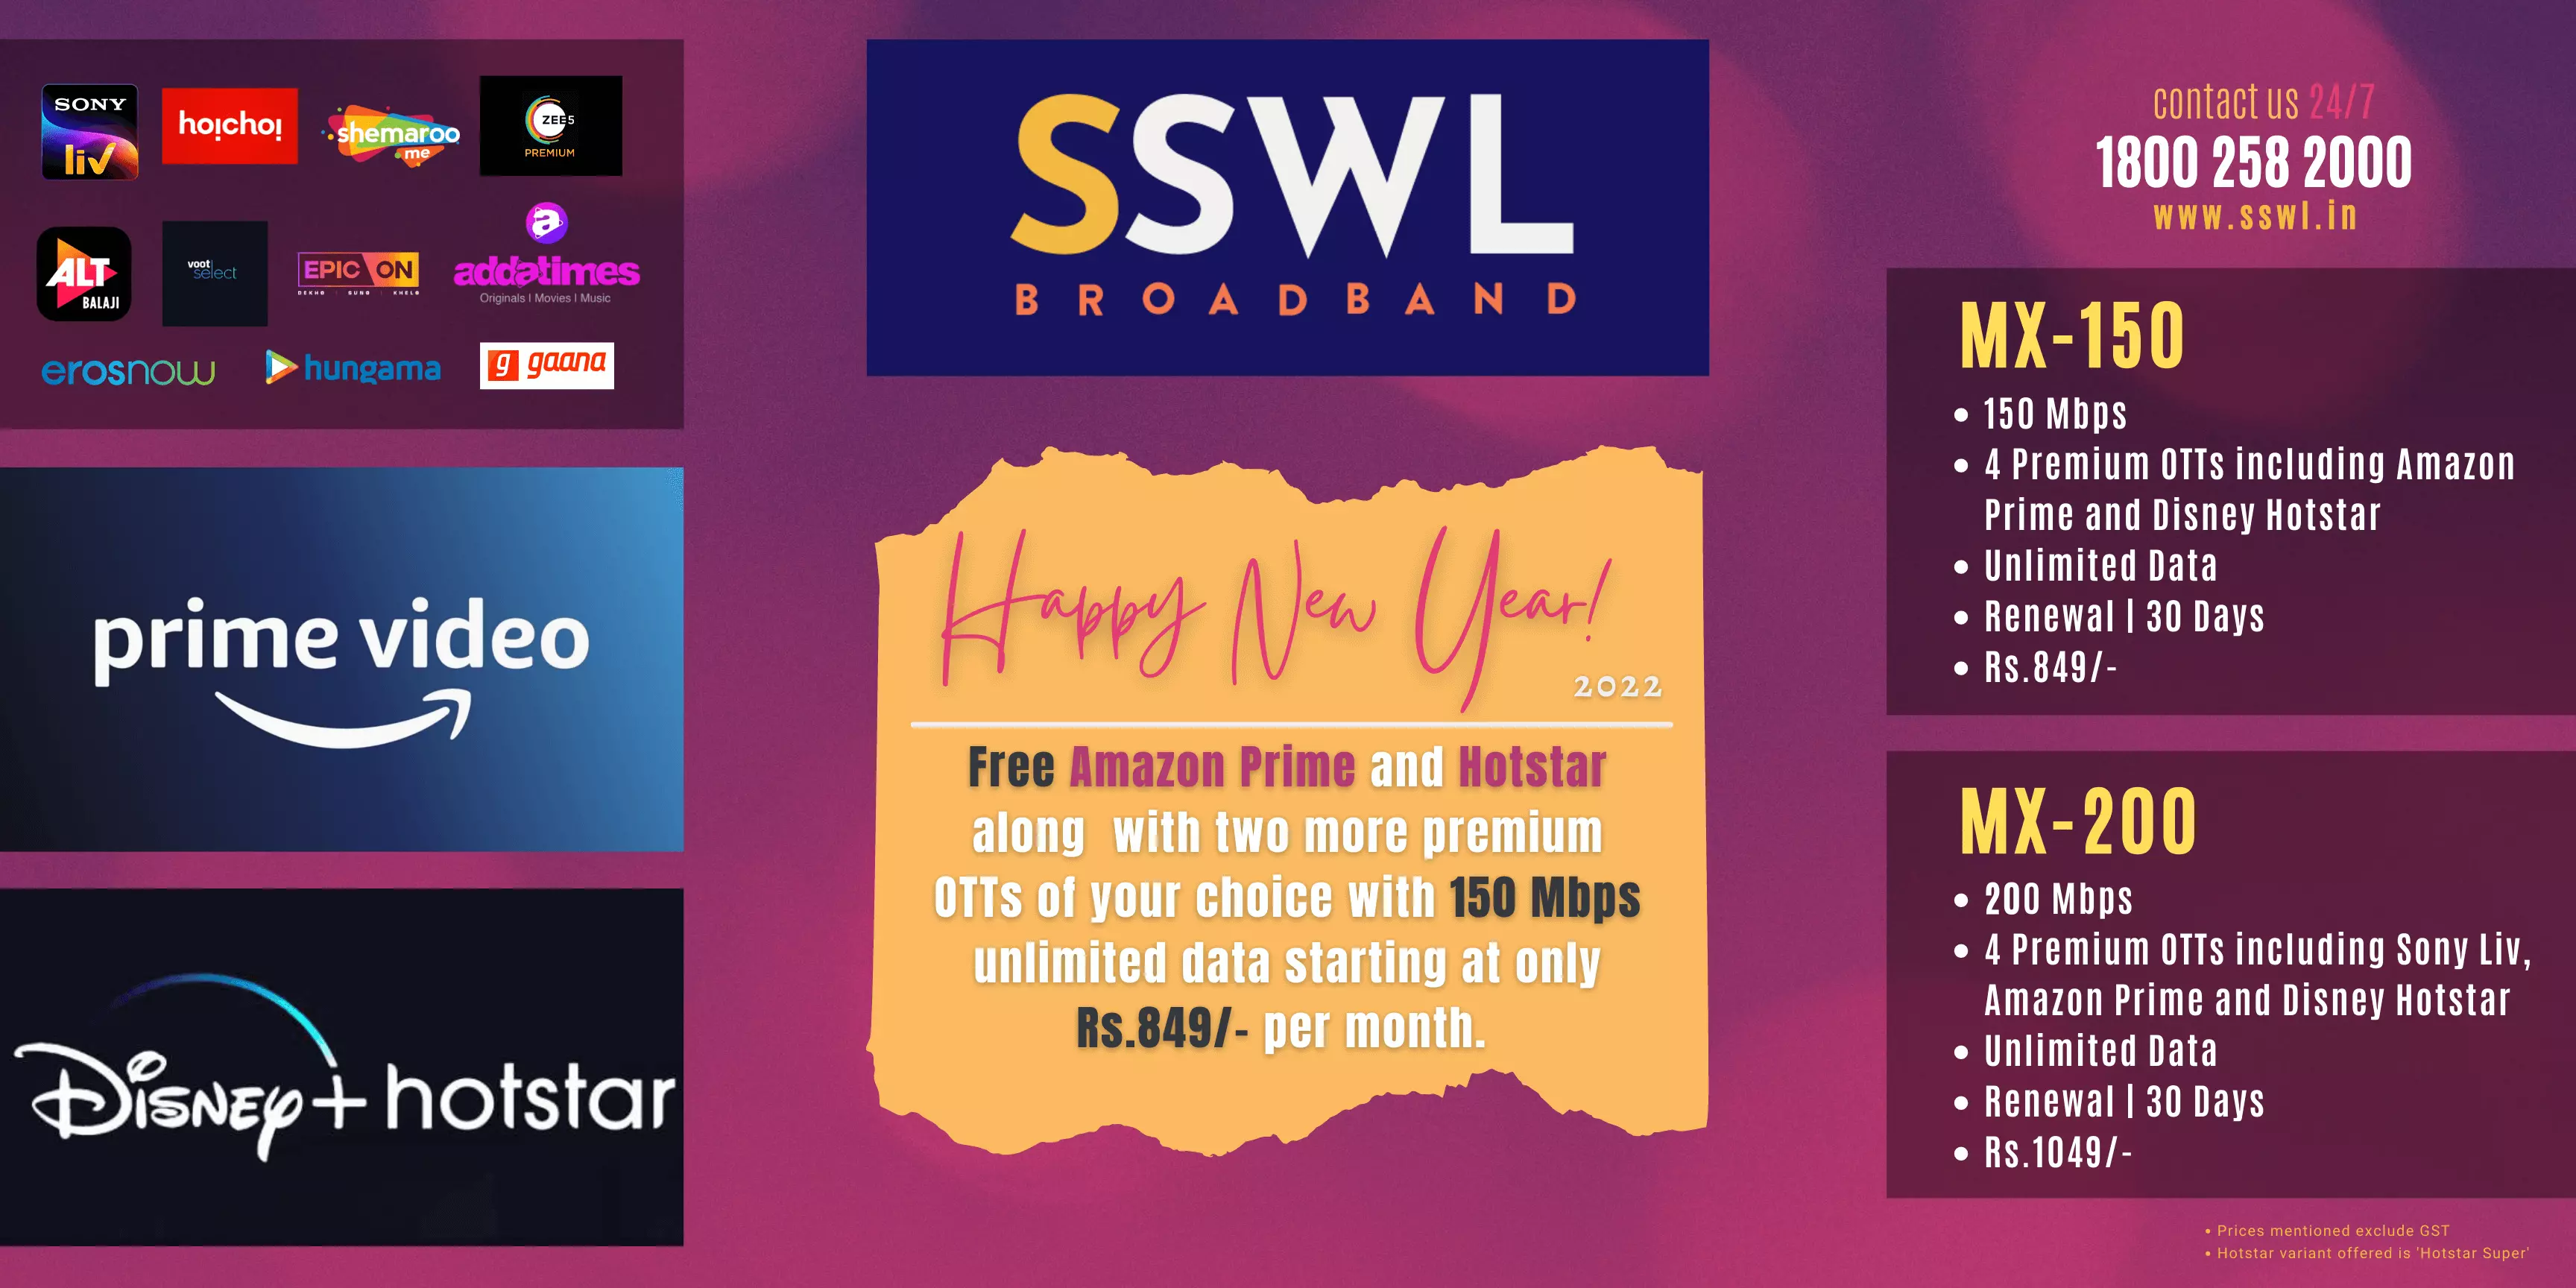 SONY
liv
hoichoi
shemaroo
me
ZEE5
PREMIUM
ALT
BALAJI
voot
select
EPIC ON
DEKHO | SUNO | KHELO
a
addatimes
Originals | Movies | Music
erosnow
hungama
g gaana
prime video
Disney+ hotstar
SSWL
BROADBAND
Happy New Year!
2022
Free Amazon Prime and Hotstar
along with two more premium
OTTs of your choice with 150 Mbps
unlimited data starting at only
Rs.849/- per month.
contact us 24/7
1800 258 2000
www.sswl.in
MX-150
• 150 Mbps
• 4 Premium OTTs including Amazon
Prime and Disney Hotstar
• Unlimited Data
• Renewal | 30 Days
• Rs.849/-
MX-200
• 200 Mbps
• 4 Premium OTTs including Sony Liv,
Amazon Prime and Disney Hotstar
• Unlimited Data
• Renewal | 30 Days
• Rs.1049/-
• Prices mentioned exclude GST
• Hotstar variant offered is 'Hotstar Super'